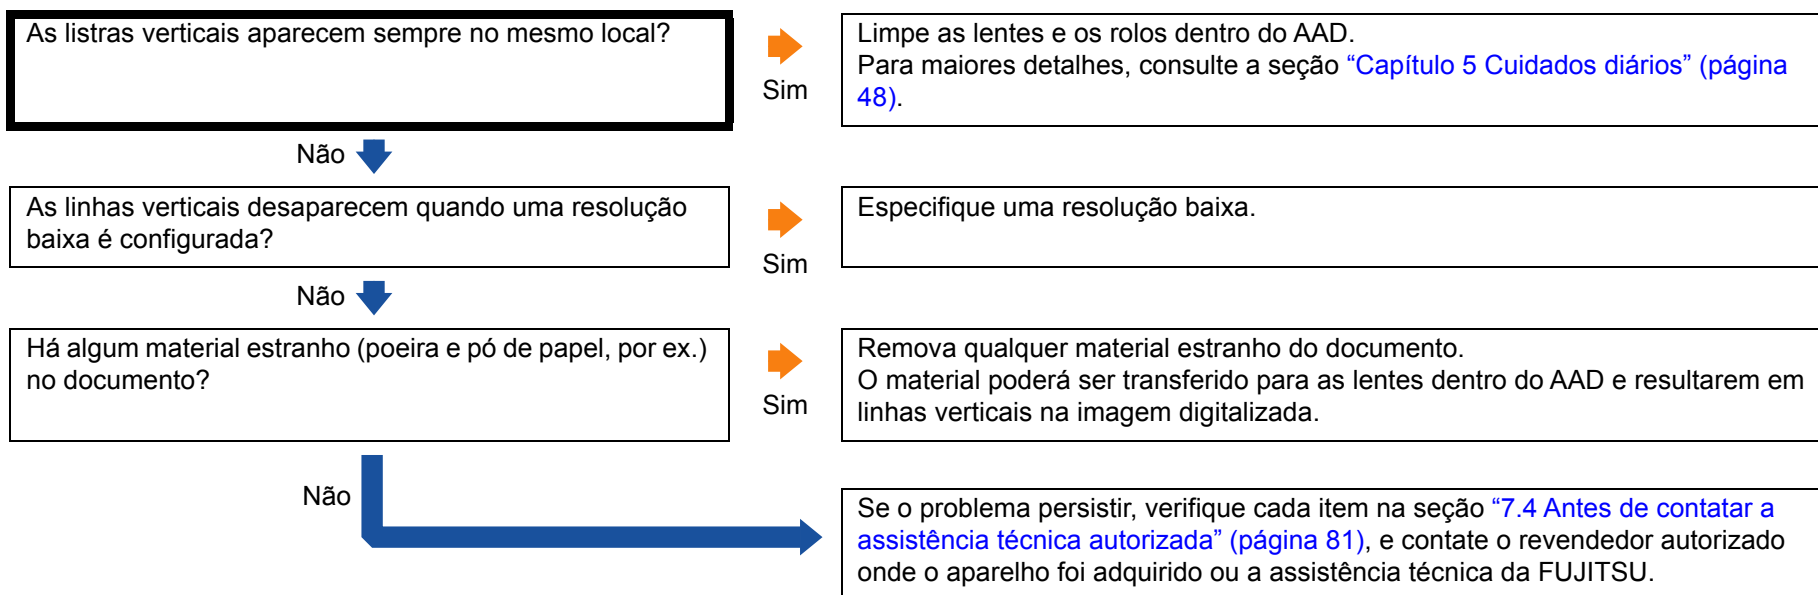 As listras verticais aparecem sempre no mesmo local?
Sim
Limpe as lentes e os rolos dentro do AAD.
Para maiores detalhes, consulte a seção “Capítulo 5 Cuidados diários” (página
48).
Não
As linhas verticais desaparecem quando uma resolução
baixa é configurada?
Sim
Especifique uma resolução baixa.
Não
Há algum material estranho (poeira e pó de papel, por ex.)
no documento?
Sim
Remova qualquer material estranho do documento.
O material poderá ser transferido para as lentes dentro do AAD e resultarem em
linhas verticais na imagem digitalizada.
Não
Se o problema persistir, verifique cada item na seção “7.4 Antes de contatar a
assistência técnica autorizada” (página 81), e contate o revendedor autorizado
onde o aparelho foi adquirido ou a assistência técnica da FUJITSU.